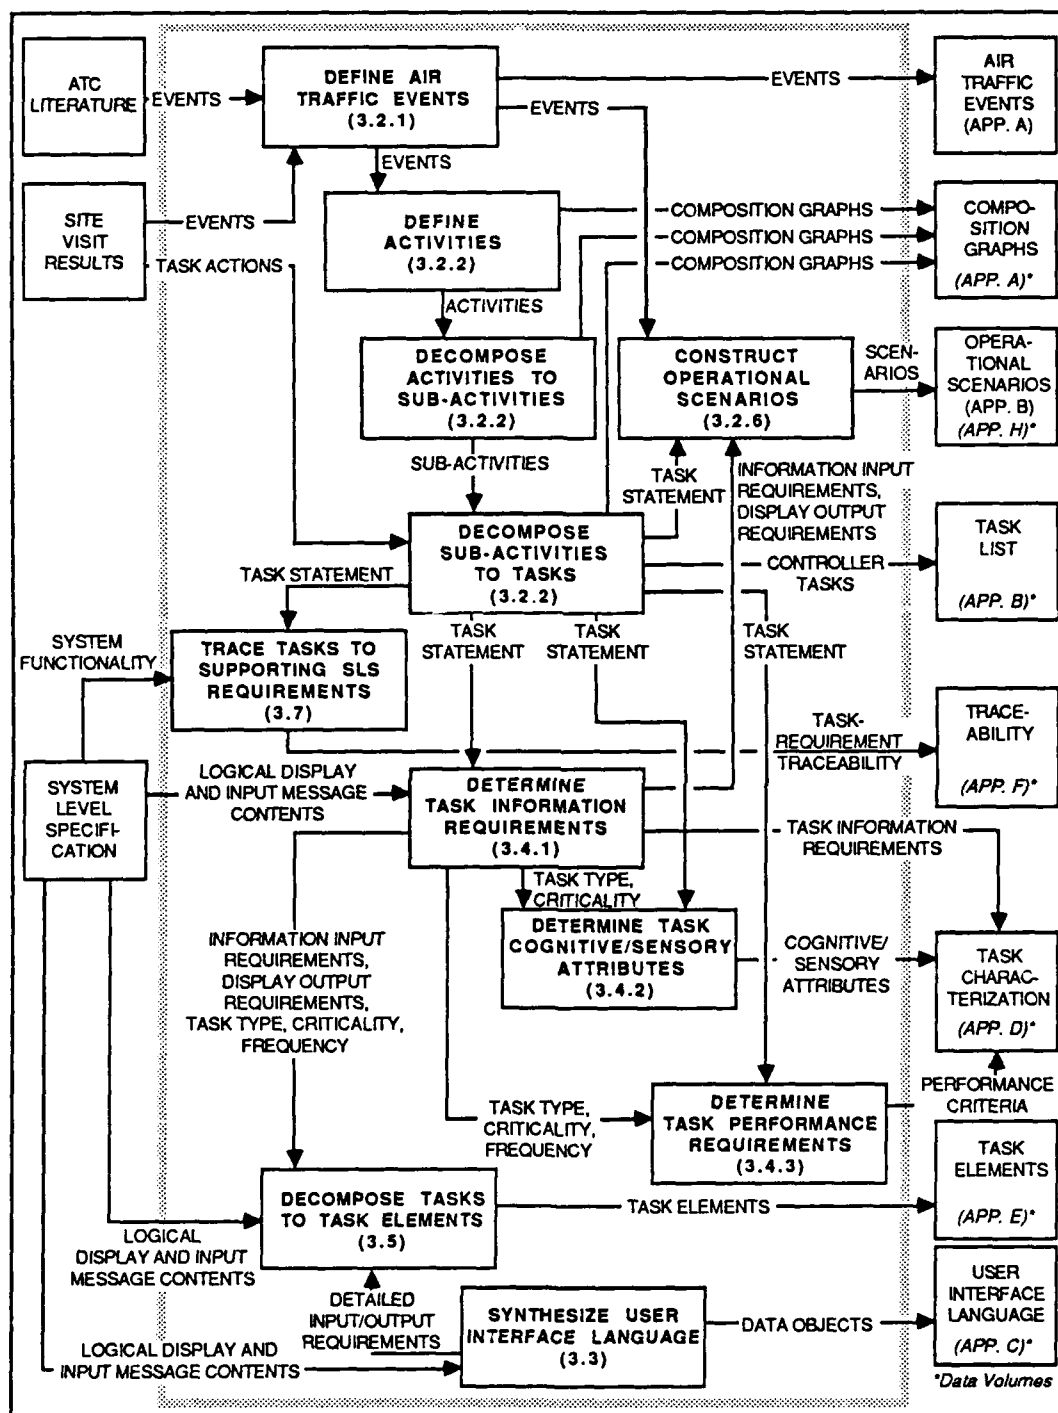 ATC
LITERATURE
EVENTS
DEFINE AIR
TRAFFIC EVENTS
(3.2.1)
EVENTS
EVENTS
AIR
TRAFFIC
EVENTS
(APP. A)
EVENTS
SITE
VISIT
RESULTS
EVENTS
TASK ACTIONS
DEFINE
ACTIVITIES
(3.2.2)
COMPOSITION GRAPHS
COMPOSITION GRAPHS
COMPOSITION GRAPHS
COMPO-
SITION
GRAPHS
(APP. A)*
ACTIVITIES
DECOMPOSE
ACTIVITIES TO
SUB-ACTIVITIES
(3.2.2)
CONSTRUCT
OPERATIONAL
SCENARIOS
(3.2.6)
SCEN-
ARIOS
OPERA-
TIONAL
SCENARIOS
(APP. B)
(APP. H)*
SUB-ACTIVITIES
TASK
STATEMENT
INFORMATION INPUT
REQUIREMENTS,
DISPLAY OUTPUT
REQUIREMENTS
DECOMPOSE
SUB-ACTIVITIES
TO TASKS
(3.2.2)
CONTROLLER
TASKS
TASK
LIST
(APP. B)*
TASK STATEMENT
TASK
STATEMENT
TASK
STATEMENT
TASK
STATEMENT
SYSTEM
FUNCTIONALITY
TRACE TASKS TO
SUPPORTING SLS
REQUIREMENTS
(3.7)
TASK-
REQUIREMENT
TRACEABILITY
TRACE-
ABILITY
(APP. F)*
SYSTEM
LEVEL
SPECIFI-
CATION
LOGICAL DISPLAY
AND INPUT MESSAGE
CONTENTS
DETERMINE
TASK INFORMATION
REQUIREMENTS
(3.4.1)
TASK INFORMATION
REQUIREMENTS
TASK TYPE,
CRITICALITY
DETERMINE TASK
COGNITIVE/SENSORY
ATTRIBUTES
(3.4.2)
COGNITIVE/
SENSORY
ATTRIBUTES
TASK
CHARAC-
TERIZATION
(APP. D)*
INFORMATION INPUT
REQUIREMENTS,
DISPLAY OUTPUT
REQUIREMENTS,
TASK TYPE, CRITICALITY,
FREQUENCY
TASK TYPE,
CRITICALITY,
FREQUENCY
DETERMINE
TASK PERFORMANCE
REQUIREMENTS
(3.4.3)
PERFORMANCE
CRITERIA
DECOMPOSE TASKS
TO TASK ELEMENTS
(3.5)
TASK ELEMENTS
TASK
ELEMENTS
(APP. E)*
LOGICAL
DISPLAY AND INPUT
MESSAGE CONTENTS
DETAILED
INPUT/OUTPUT
REQUIREMENTS
SYNTHESIZE USER
INTERFACE LANGUAGE
(3.3)
DATA OBJECTS
USER
INTERFACE
LANGUAGE
(APP. C)*
LOGICAL DISPLAY AND
INPUT MESSAGE CONTENTS
*Data Volumes